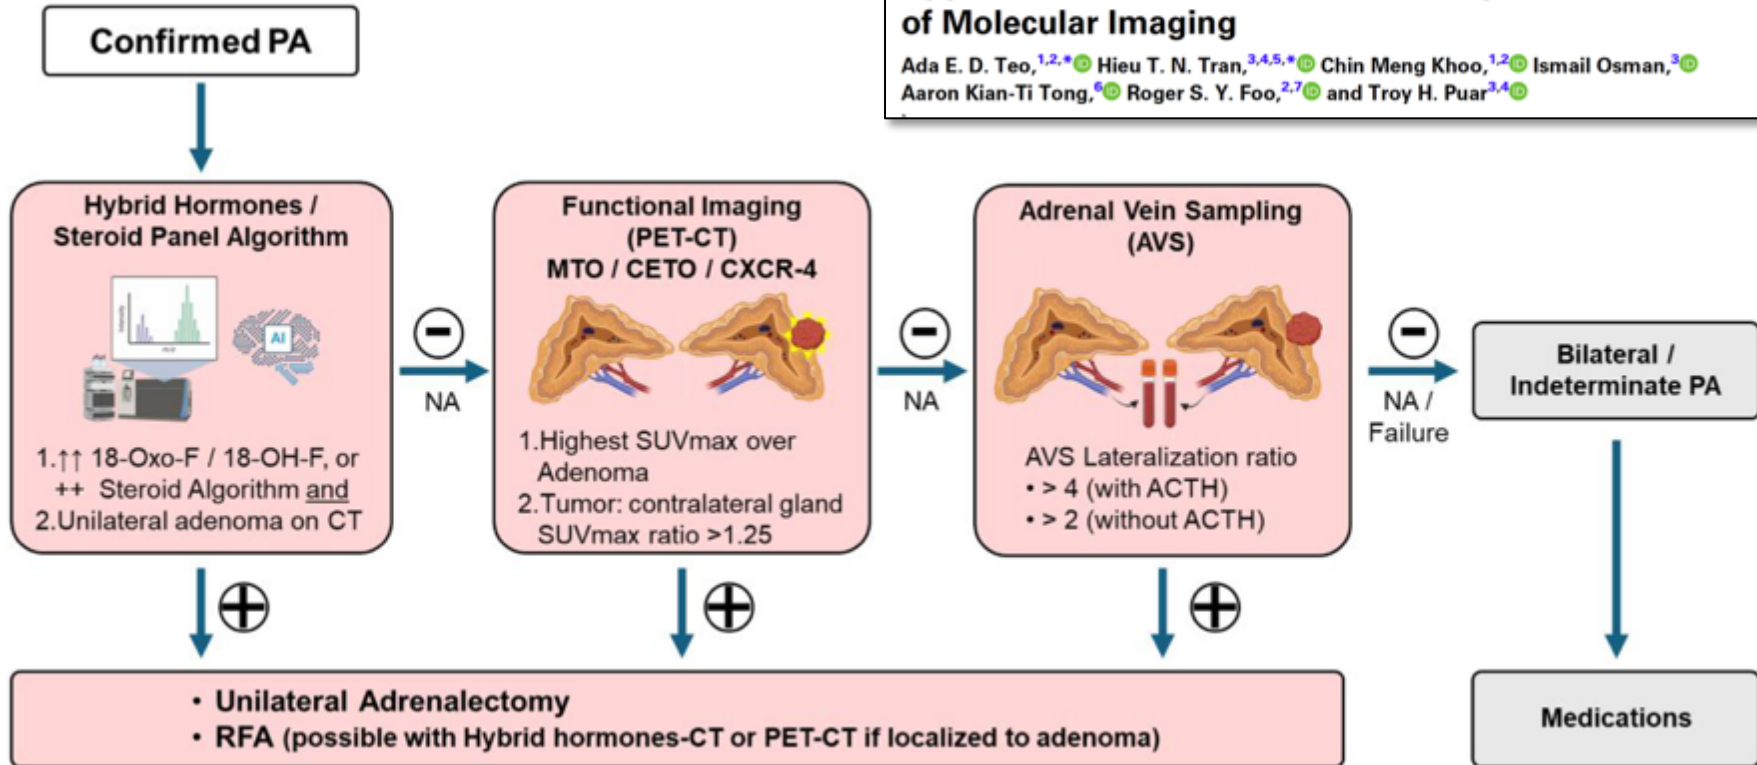 of Molecular Imaging
Ada E. D. Teo,1,2,* Hieu T. N. Tran,3,4,5,* Chin Meng Khoo,1,2 Ismail Osman,3
Aaron Kian-Ti Tong,6 Roger S. Y. Foo,2,7 and Troy H. Puar3,4
Confirmed PA
Hybrid Hormones /
Steroid Panel Algorithm
Intensity
m/z
AI
1.↑↑ 18-Oxo-F / 18-OH-F, or
++ Steroid Algorithm and
2.Unilateral adenoma on CT
−
NA
Functional Imaging
(PET-CT)
MTO / CETO / CXCR-4
1.Highest SUVmax over
Adenoma
2.Tumor: contralateral gland
SUVmax ratio >1.25
−
NA
Adrenal Vein Sampling
(AVS)
AVS Lateralization ratio
• > 4 (with ACTH)
• > 2 (without ACTH)
−
NA /
Failure
Bilateral /
Indeterminate PA
+
+
+
• Unilateral Adrenalectomy
• RFA (possible with Hybrid hormones-CT or PET-CT if localized to adenoma)
Medications